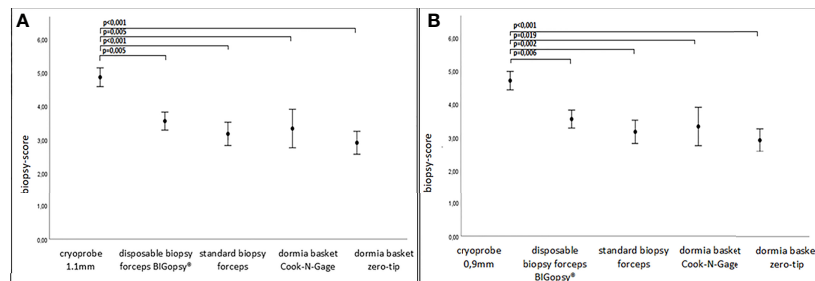 A
p<0,001
p=0,005
p<0,001
p=0,005
6,00
5,00
4,00
3,00
2,00
1,00
0,00
biopsy-score
cryoprobe 1.1mm
disposable biopsy forceps BIGopsy®
standard biopsy forceps
dormia basket Cook-N-Gage
dormia basket zero-tip
B
p<0,001
p=0,019
p=0,002
p=0,006
6,00
5,00
4,00
3,00
2,00
1,00
0,00
biopsy-score
cryoprobe 0,9mm
disposable biopsy forceps BIGopsy®
standard biopsy forceps
dormia basket Cook-N-Gage
dormia basket zero-tip